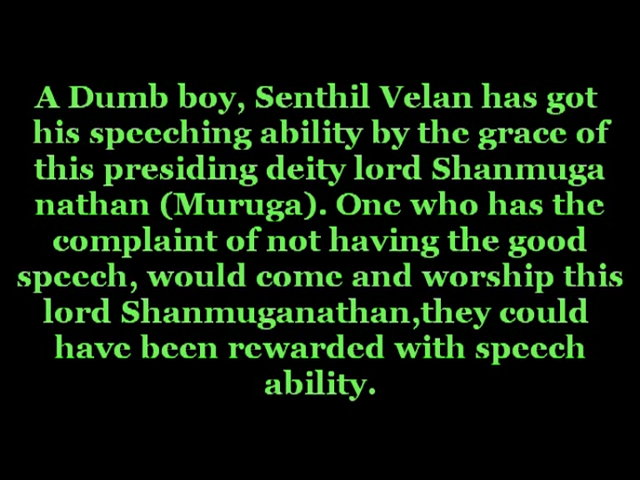 A Dumb boy, Senthil Velan has got
his speeching ability by the grace of
this presiding deity lord Shanmuga
nathan (Muruga). One who has the
complaint of not having the good
speech, would come and worship this
lord Shanmuganathan,they could
have been rewarded with speech
ability.